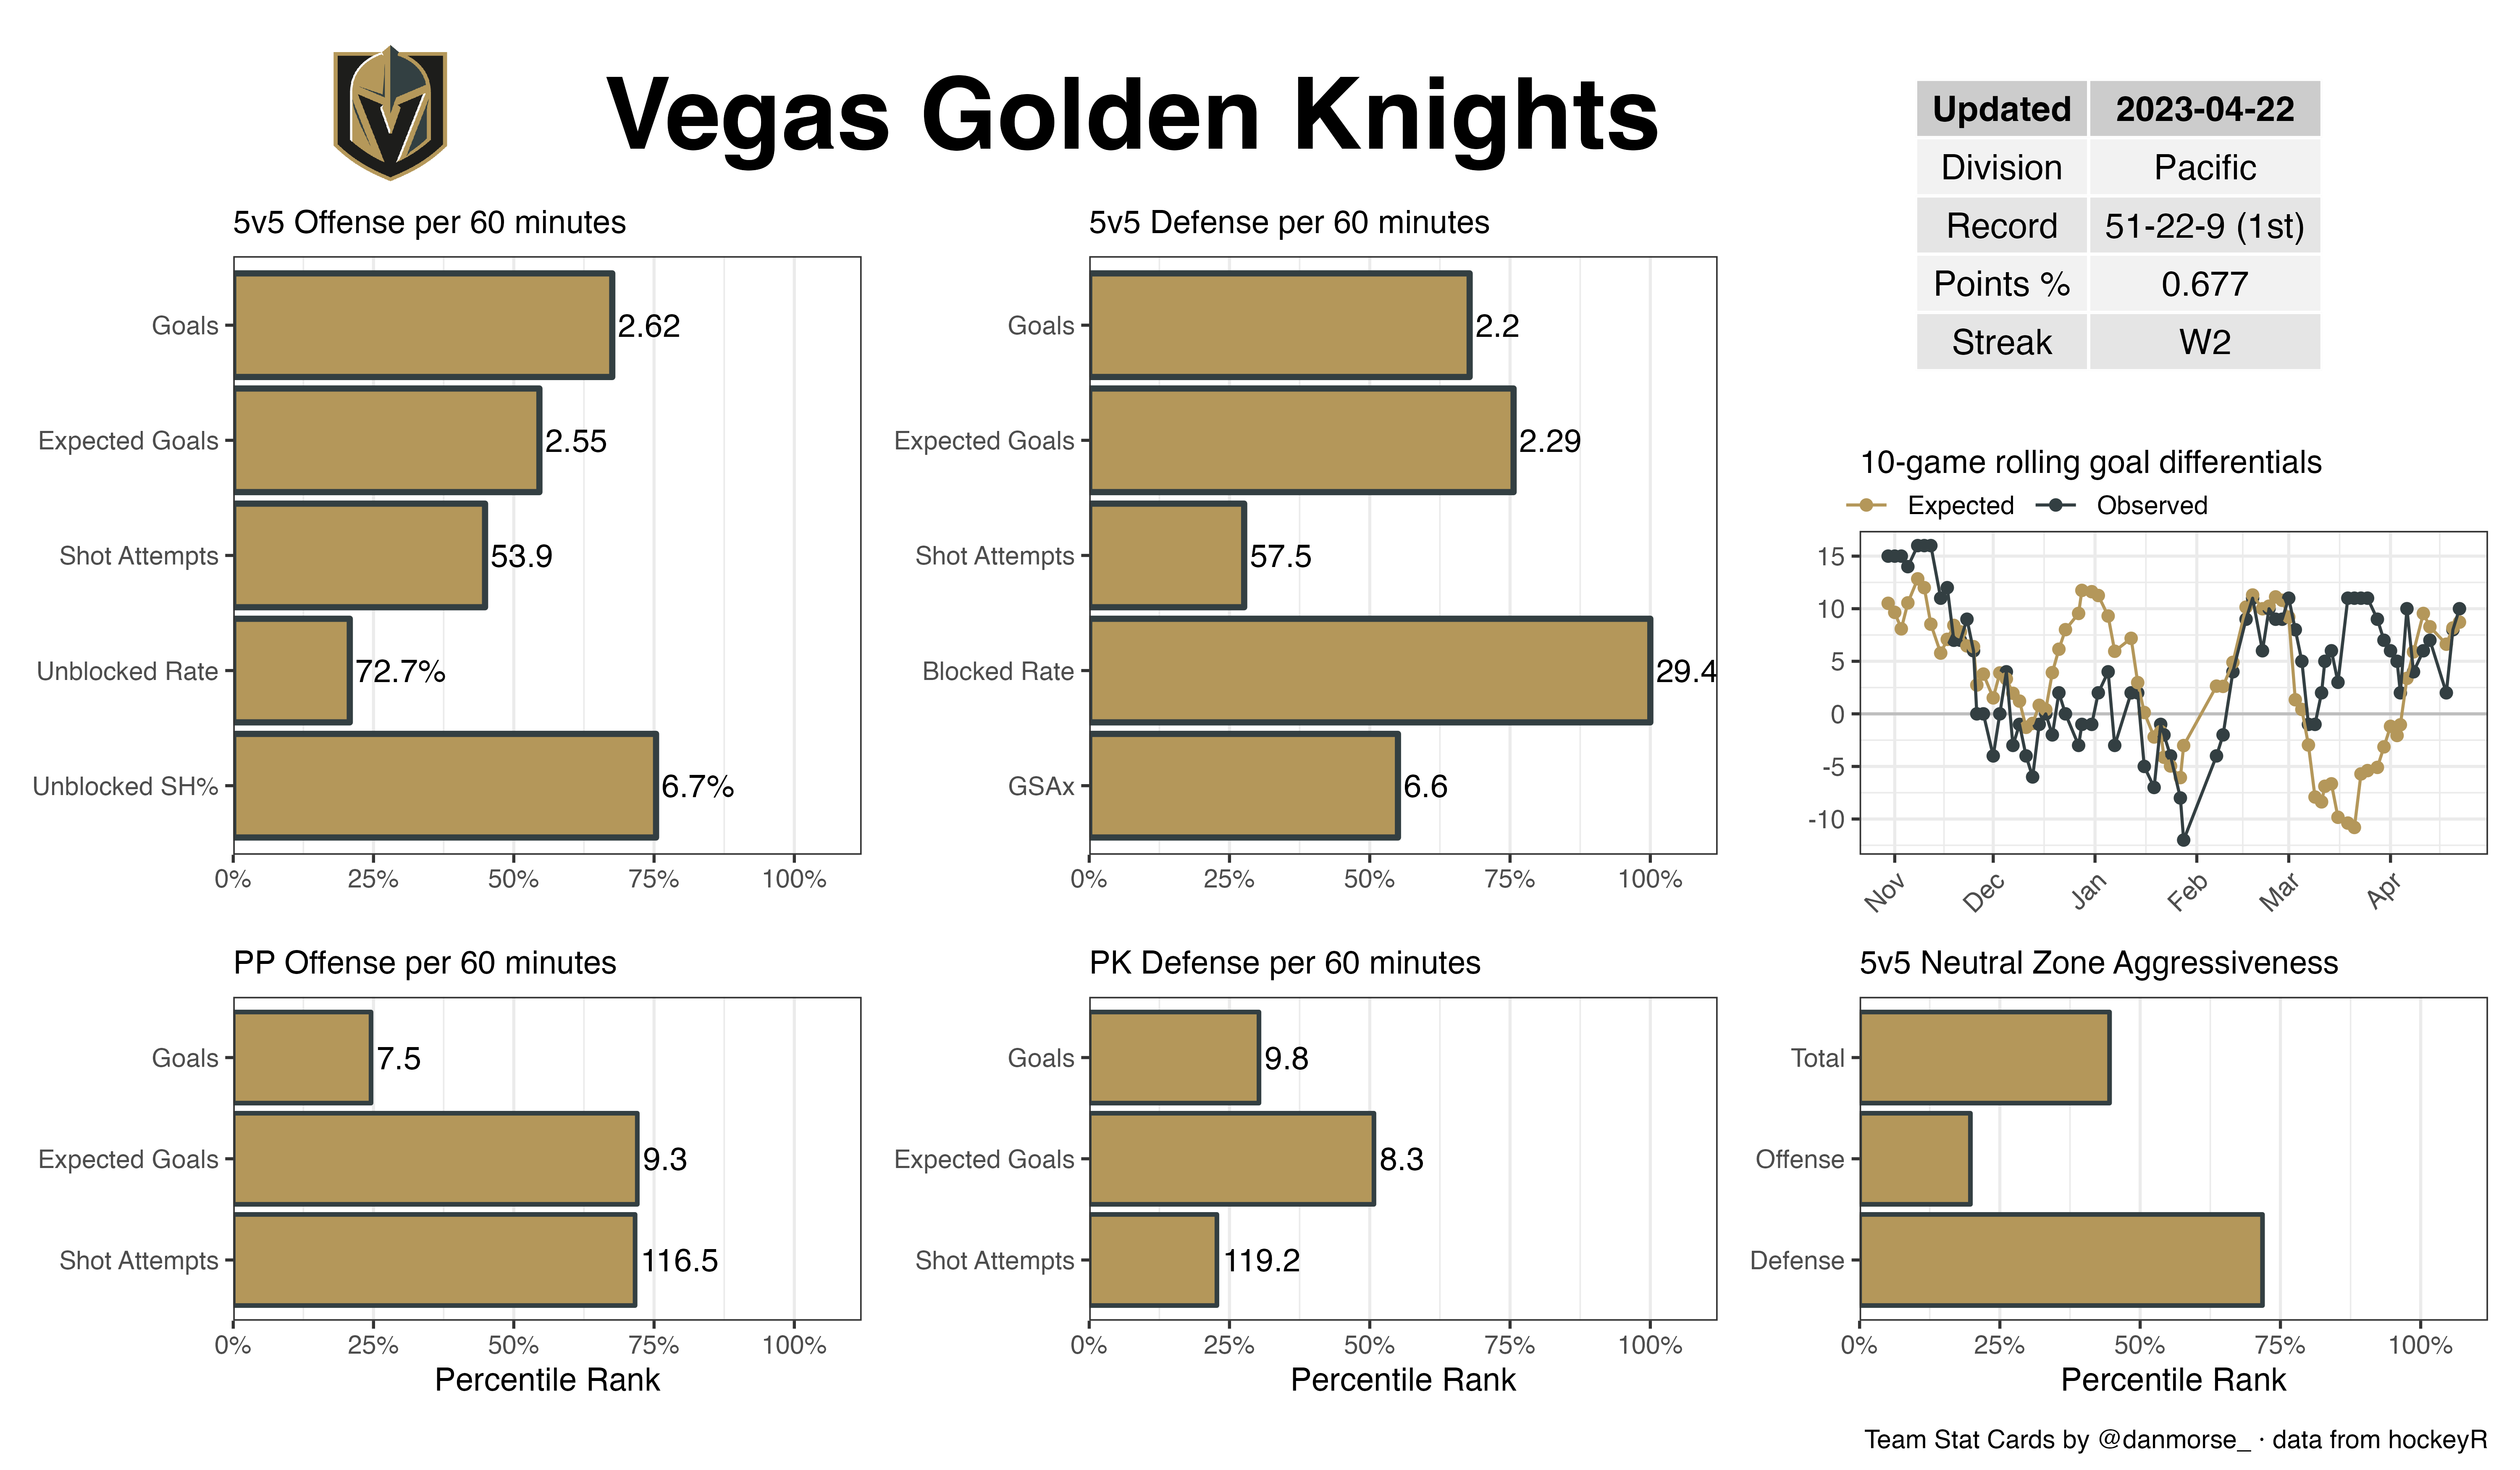 Vegas Golden Knights
Updated 2023-04-22
Division Pacific
Record 51-22-9 (1st)
Points % 0.677
Streak W2
5v5 Offense per 60 minutes
Goals 2.62
Expected Goals 2.55
Shot Attempts 53.9
Unblocked Rate 72.7%
Unblocked SH% 6.7%
0% 25% 50% 75% 100%
5v5 Defense per 60 minutes
Goals 2.2
Expected Goals 2.29
Shot Attempts 57.5
Blocked Rate 29.4
GSAx 6.6
0% 25% 50% 75% 100%
10-game rolling goal differentials
Expected Observed
15
10
5
0
-5
-10
Nov Dec Jan Feb Mar Apr
PP Offense per 60 minutes
Goals 7.5
Expected Goals 9.3
Shot Attempts 116.5
0% 25% 50% 75% 100%
Percentile Rank
PK Defense per 60 minutes
Goals 9.8
Expected Goals 8.3
Shot Attempts 119.2
0% 25% 50% 75% 100%
Percentile Rank
5v5 Neutral Zone Aggressiveness
Total
Offense
Defense
0% 25% 50% 75% 100%
Percentile Rank
Team Stat Cards by @danmorse_ · data from hockeyR